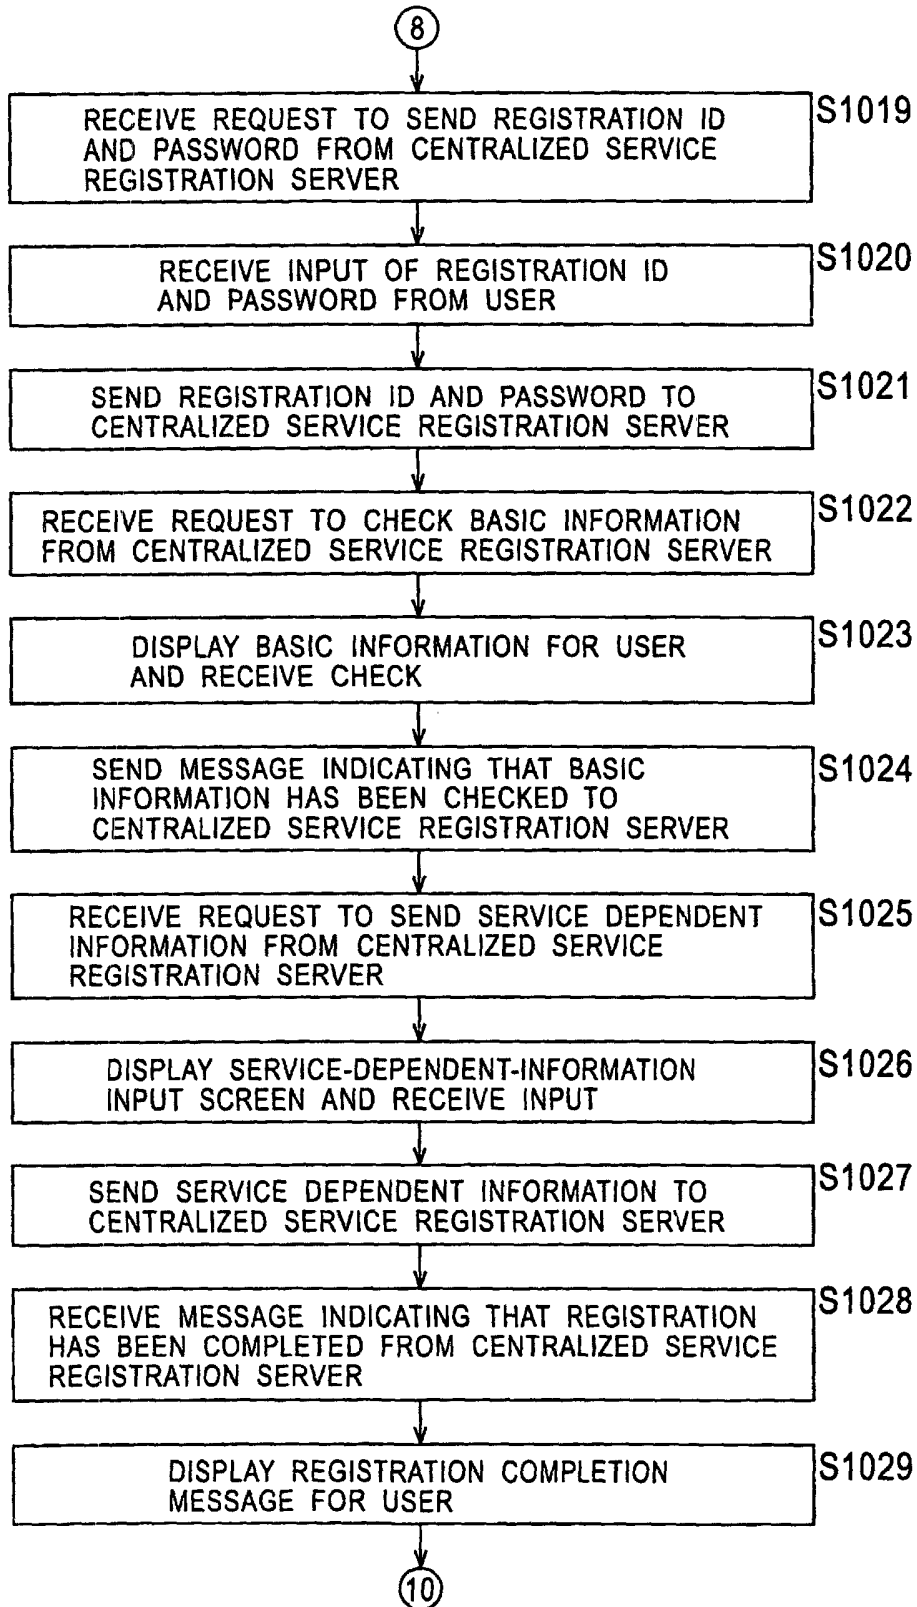 8
RECEIVE REQUEST TO SEND REGISTRATION ID
AND PASSWORD FROM CENTRALIZED SERVICE
REGISTRATION SERVER
S1019
RECEIVE INPUT OF REGISTRATION ID
AND PASSWORD FROM USER
S1020
SEND REGISTRATION ID AND PASSWORD TO
CENTRALIZED SERVICE REGISTRATION SERVER
S1021
RECEIVE REQUEST TO CHECK BASIC INFORMATION
FROM CENTRALIZED SERVICE REGISTRATION SERVER
S1022
DISPLAY BASIC INFORMATION FOR USER
AND RECEIVE CHECK
S1023
SEND MESSAGE INDICATING THAT BASIC
INFORMATION HAS BEEN CHECKED TO
CENTRALIZED SERVICE REGISTRATION SERVER
S1024
RECEIVE REQUEST TO SEND SERVICE DEPENDENT
INFORMATION FROM CENTRALIZED SERVICE
REGISTRATION SERVER
S1025
DISPLAY SERVICE-DEPENDENT-INFORMATION
INPUT SCREEN AND RECEIVE INPUT
S1026
SEND SERVICE DEPENDENT INFORMATION TO
CENTRALIZED SERVICE REGISTRATION SERVER
S1027
RECEIVE MESSAGE INDICATING THAT REGISTRATION
HAS BEEN COMPLETED FROM CENTRALIZED SERVICE
REGISTRATION SERVER
S1028
DISPLAY REGISTRATION COMPLETION
MESSAGE FOR USER
S1029
10